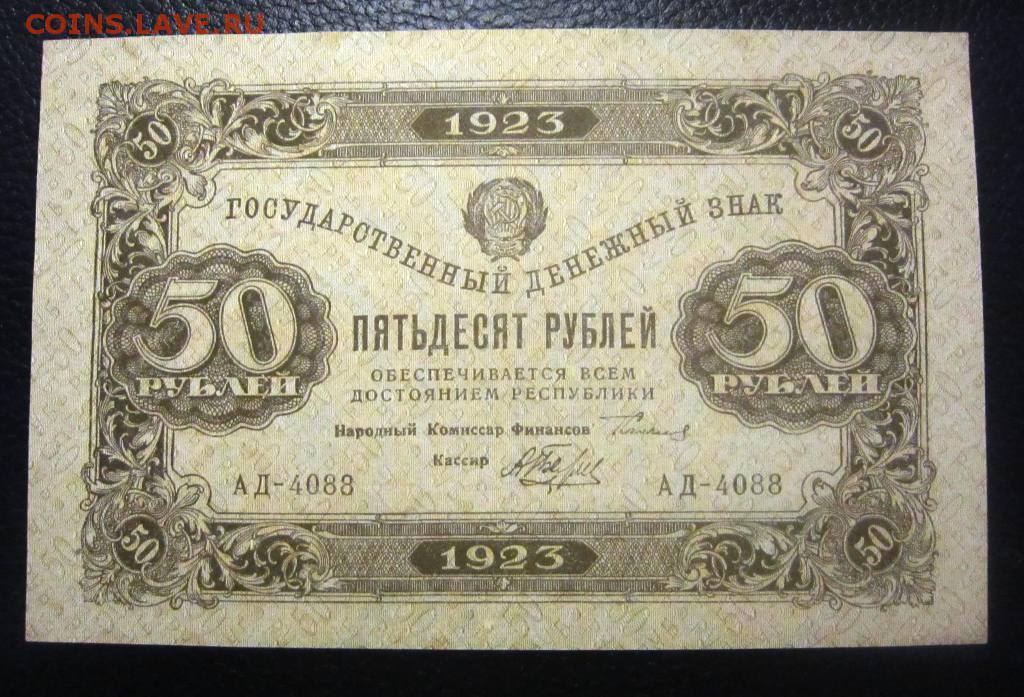 COINS.LAVE.RU
1923
50 50
ГОСУДАРСТВЕННЫЙ ДЕНЕЖНЫЙ ЗНАК
50 50
РУБЛЕЙ РУБЛЕЙ
ПЯТЬДЕСЯТ РУБЛЕЙ
ОБЕСПЕЧИВАЕТСЯ ВСЕМ
ДОСТОЯНИЕМ РЕСПУБЛИКИ
Народный Комиссар Финансов
Кассир
АД-4088 АД-4088
50 50
1923